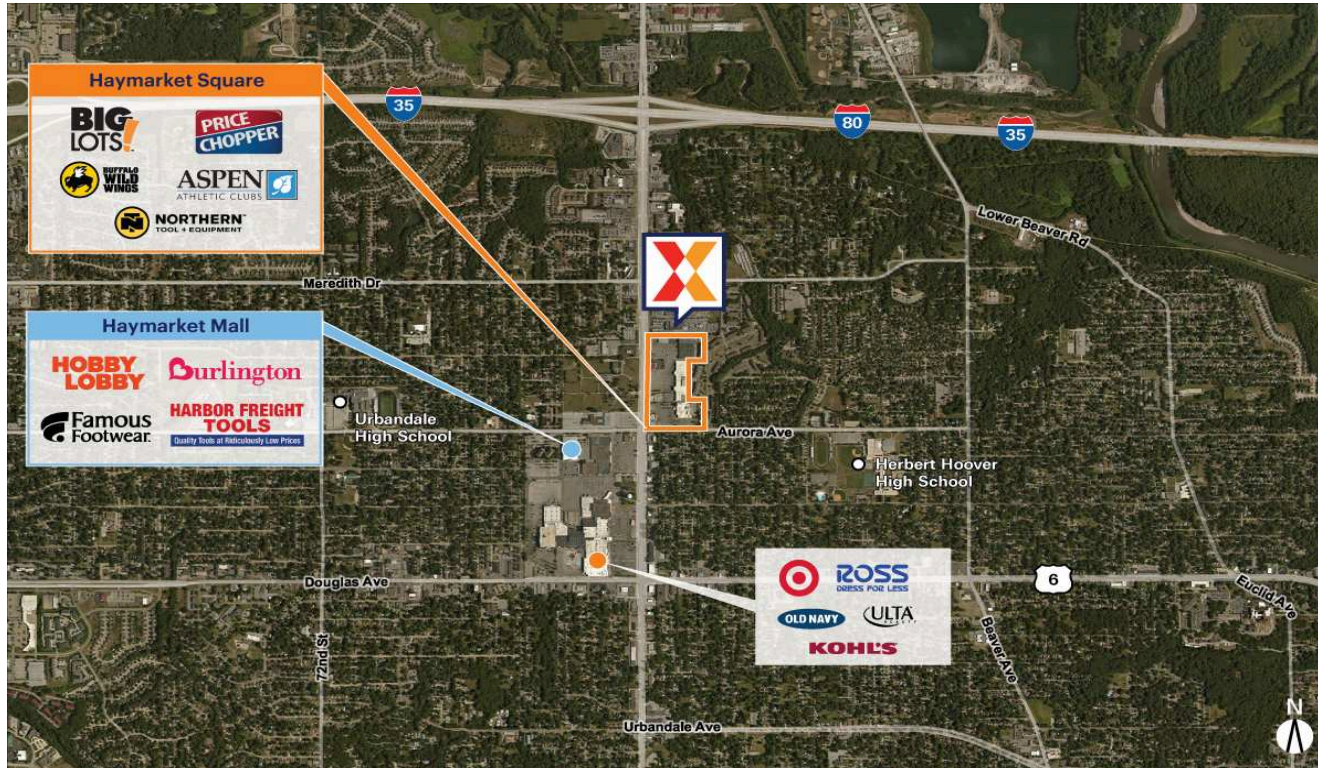 Haymarket Square
BIG
LOTS!
PRICE
CHOPPER
BUFFALO
WILD
WINGS
ASPEN
ATHLETIC CLUBS
NORTHERN
TOOL + EQUIPMENT
Haymarket Mall
HOBBY
LOBBY
Burlington
Famous
Footwear.
HARBOR FREIGHT
TOOLS
Quality Tools at Ridiculously Low Prices
35
80
35
Lower Beaver Rd
Meredith Dr
Urbandale
High School
Aurora Ave
Herbert Hoover
High School
Douglas Ave
6
ROSS
DRESS FOR LESS
OLD NAVY
ULTA
BEAUTY
KOHL'S
72nd St
Beaver Ave
Euclid Ave
Urbandale Ave
N